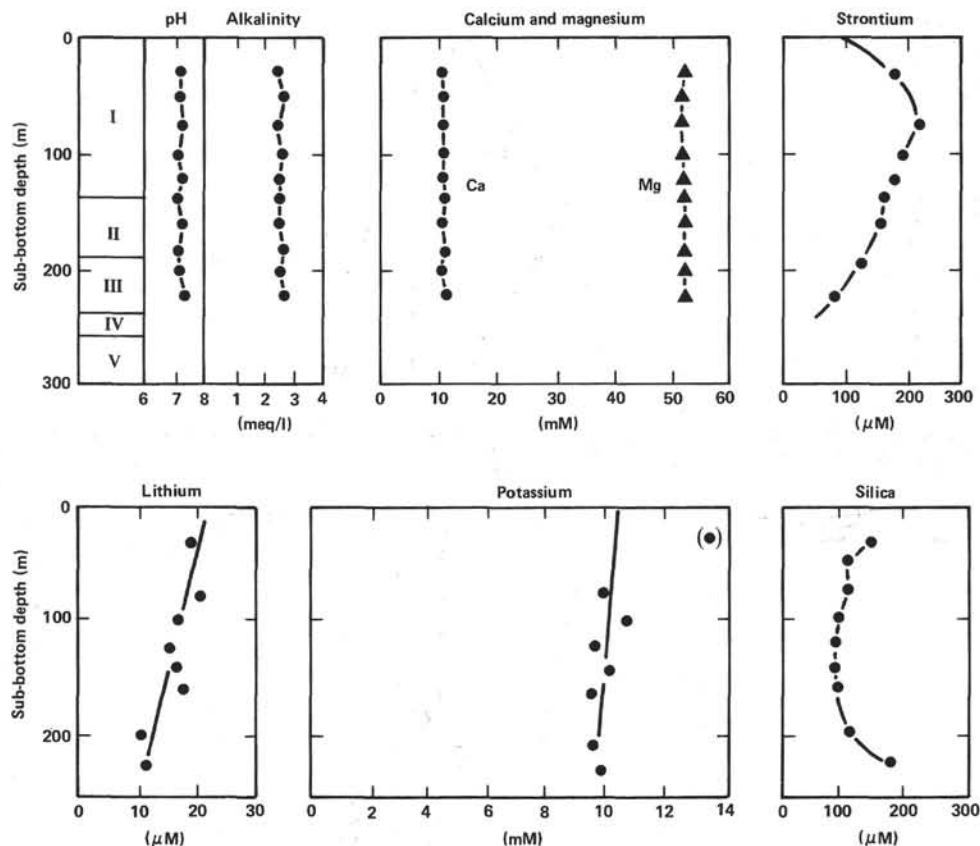 pH Alkalinity Calcium and magnesium Strontium
0
100
200
300
Sub-bottom depth (m)
I
II
III
IV
V
Ca
Mg
6 7 8 1 2 3 4 0 10 20 30 40 50 60 0 100 200 300
(meq/l) (mM) (μM)
Lithium Potassium Silica
0
100
200
Sub-bottom depth (m)
( )
0 10 20 30 0 2 4 6 8 10 12 14 0 100 200 300
(μM) (mM) (μM)